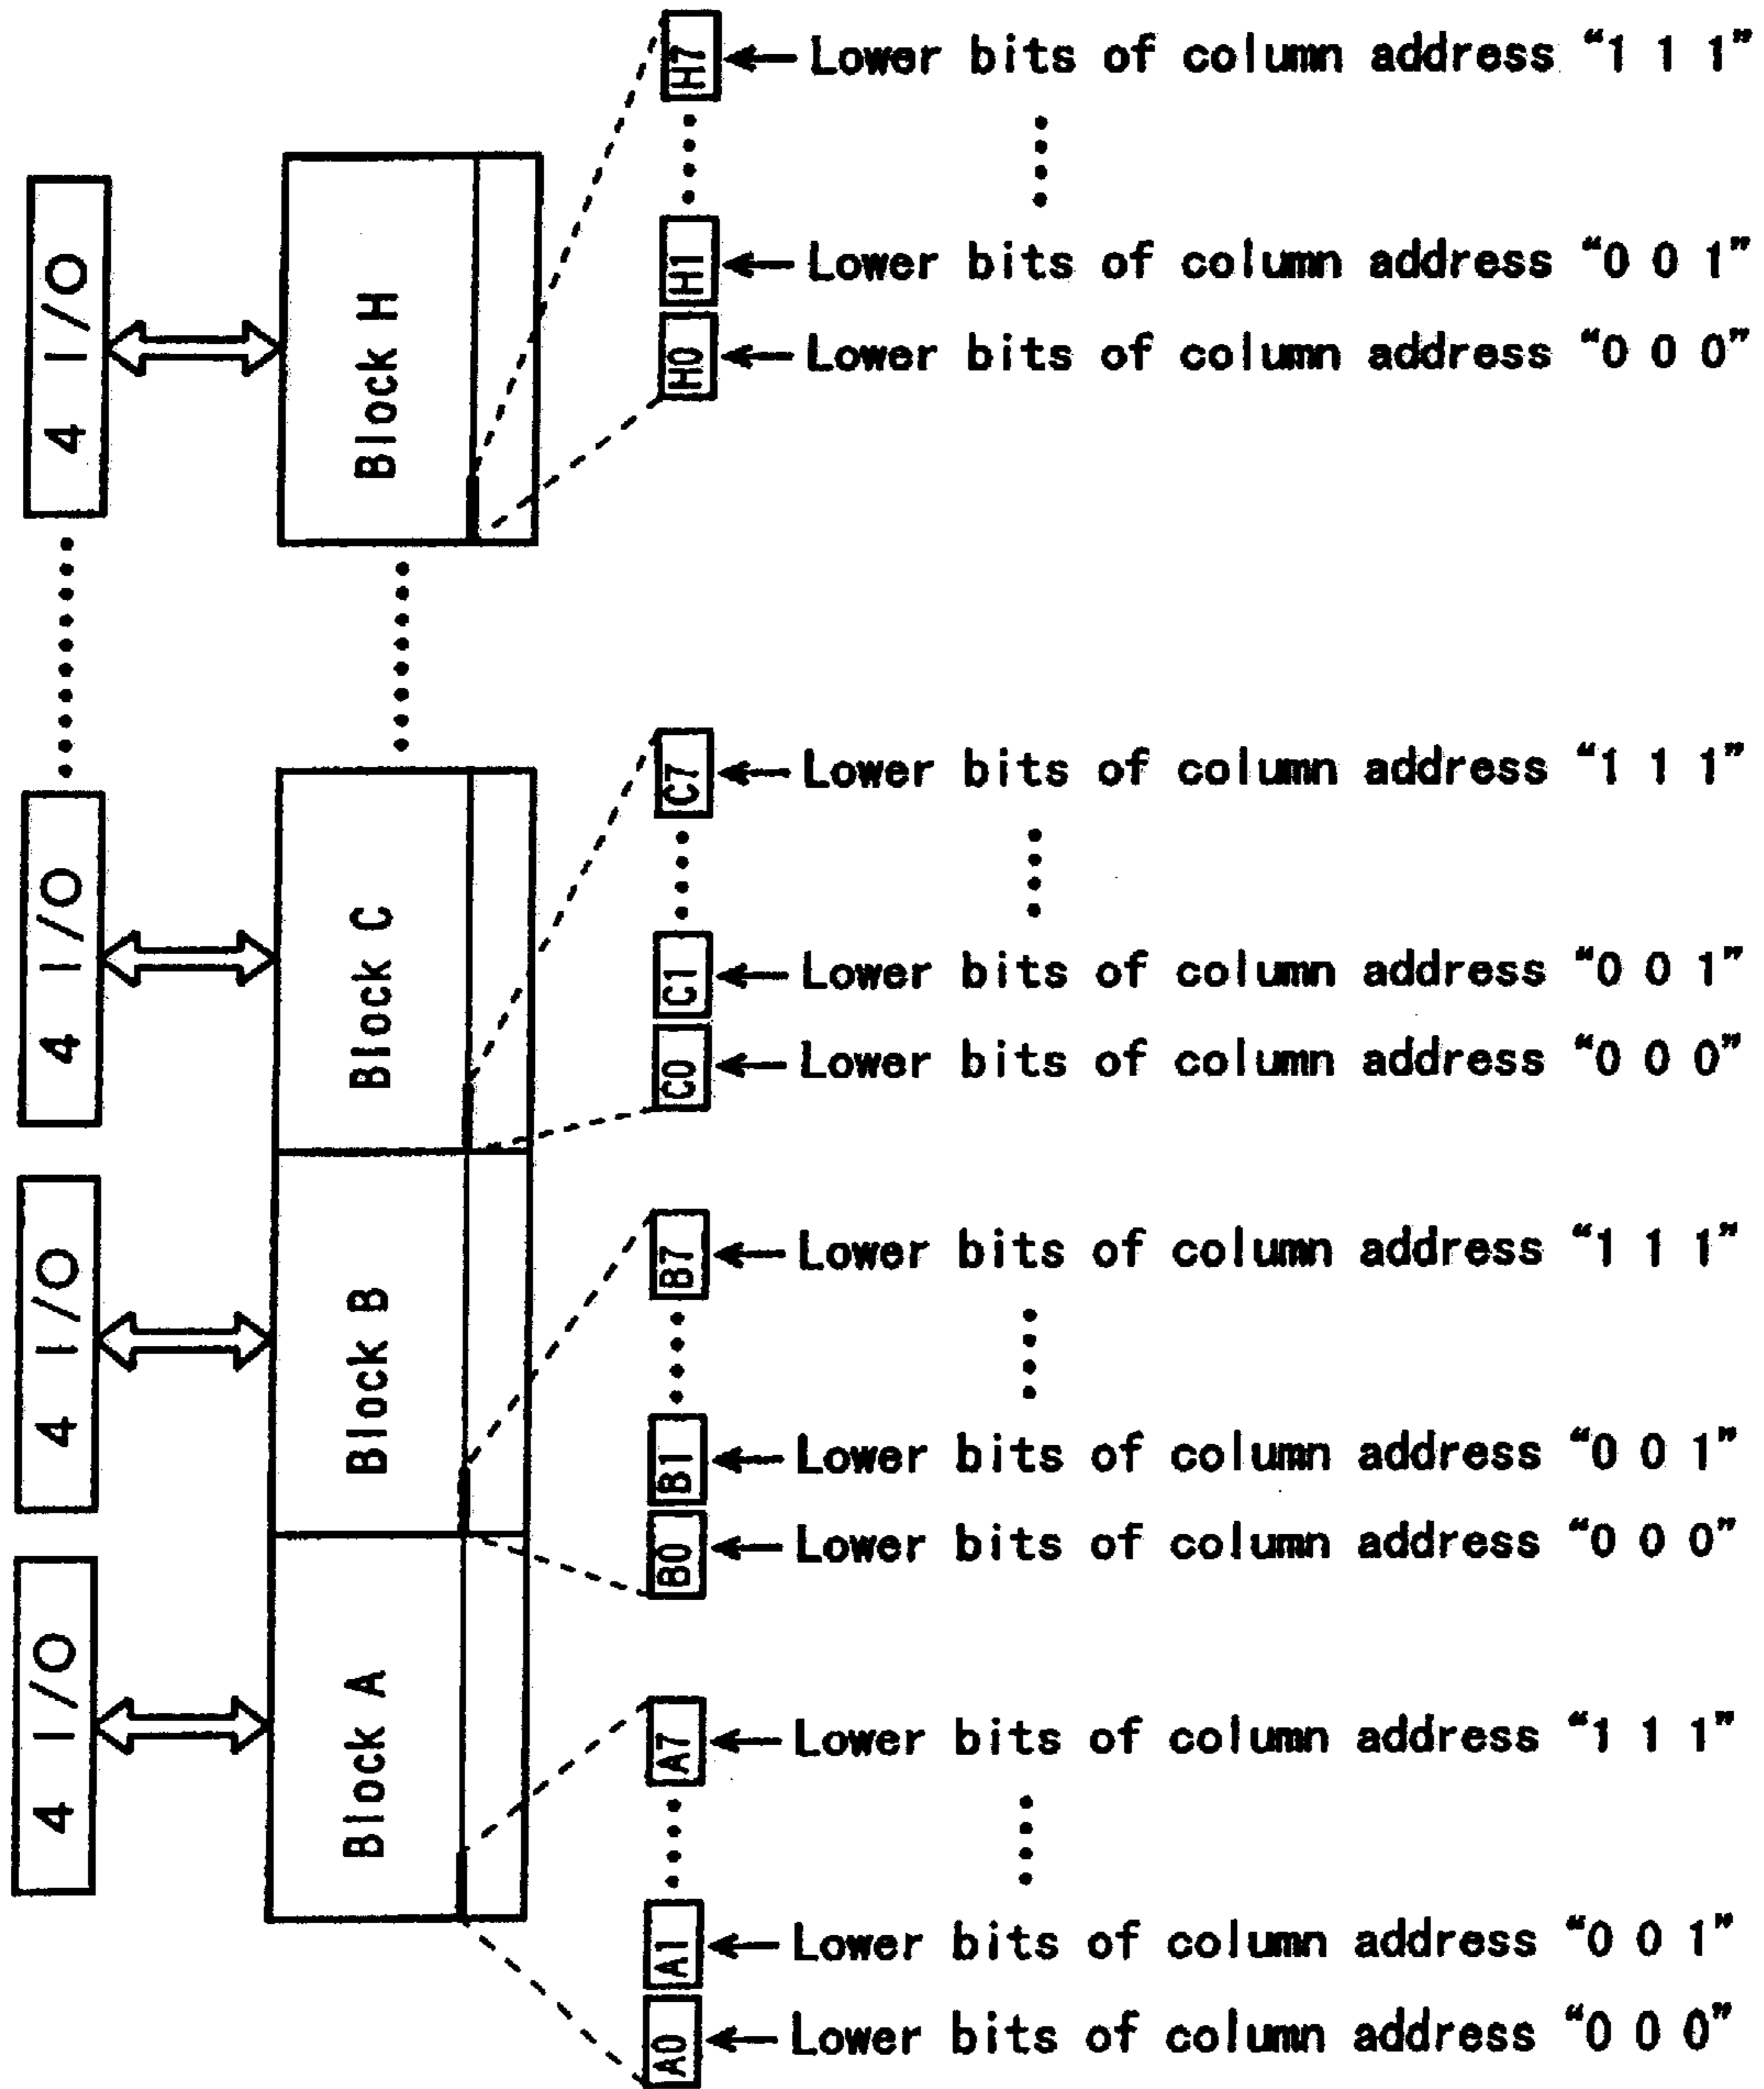 4 I/O
Block H
H7
Lower bits of column address “1 1 1”
H1
Lower bits of column address “0 0 1”
H0
Lower bits of column address “0 0 0”
4 I/O
Block C
C7
Lower bits of column address “1 1 1”
C1
Lower bits of column address “0 0 1”
C0
Lower bits of column address “0 0 0”
4 I/O
Block B
B7
Lower bits of column address “1 1 1”
B1
Lower bits of column address “0 0 1”
B0
Lower bits of column address “0 0 0”
4 I/O
Block A
A7
Lower bits of column address “1 1 1”
A1
Lower bits of column address “0 0 1”
A0
Lower bits of column address “0 0 0”